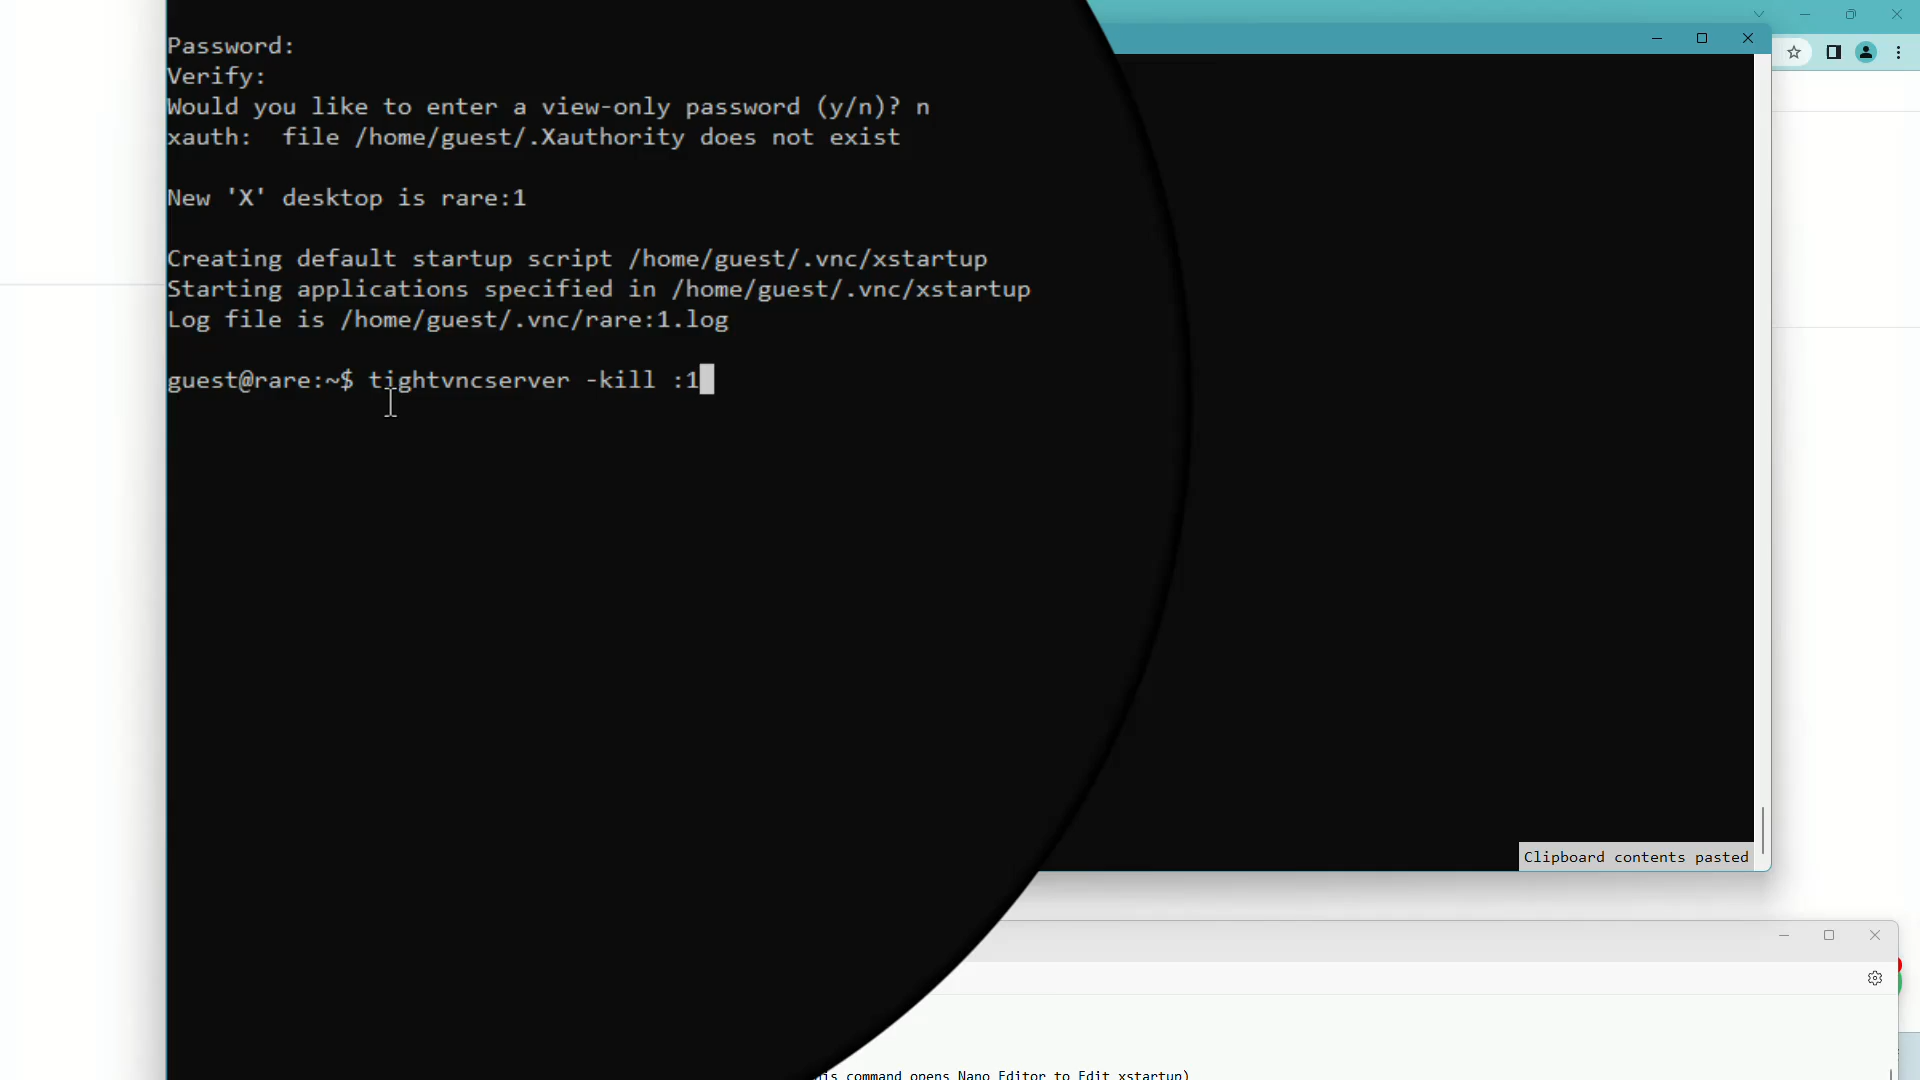 Password:
Verify:
Would you like to enter a view-only password (y/n)? n
xauth:  file /home/guest/.Xauthority does not exist
New 'X' desktop is rare:1
Creating default startup script /home/guest/.vnc/xstartup
Starting applications specified in /home/guest/.vnc/xstartup
Log file is /home/guest/.vnc/rare:1.log
guest@rare:~$ tightvncserver -kill :1
Clipboard contents pasted
command opens Nano Editor to Edit xstartup)